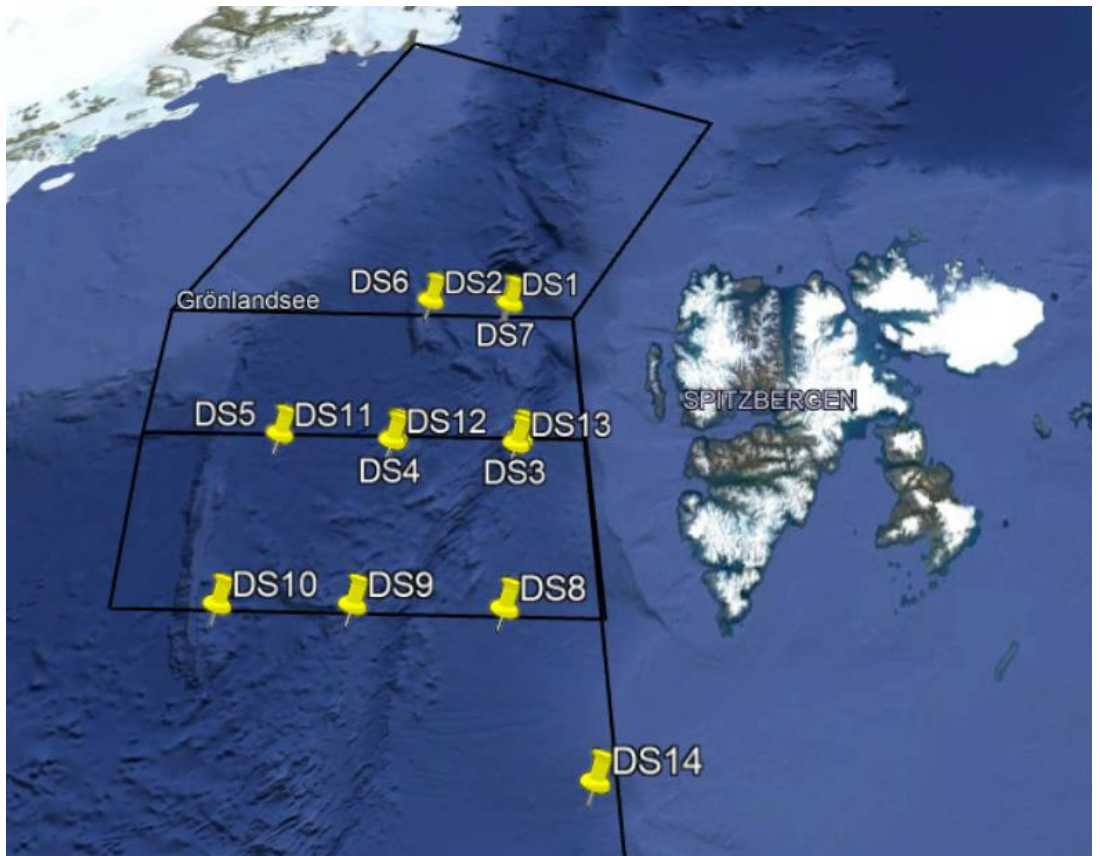 DS6 DS2 DS1
Grönlandsee
DS7
DS5 DS11 DS12 DS13
SPITZBERGEN
DS4 DS3
DS10 DS9 DS8
DS14